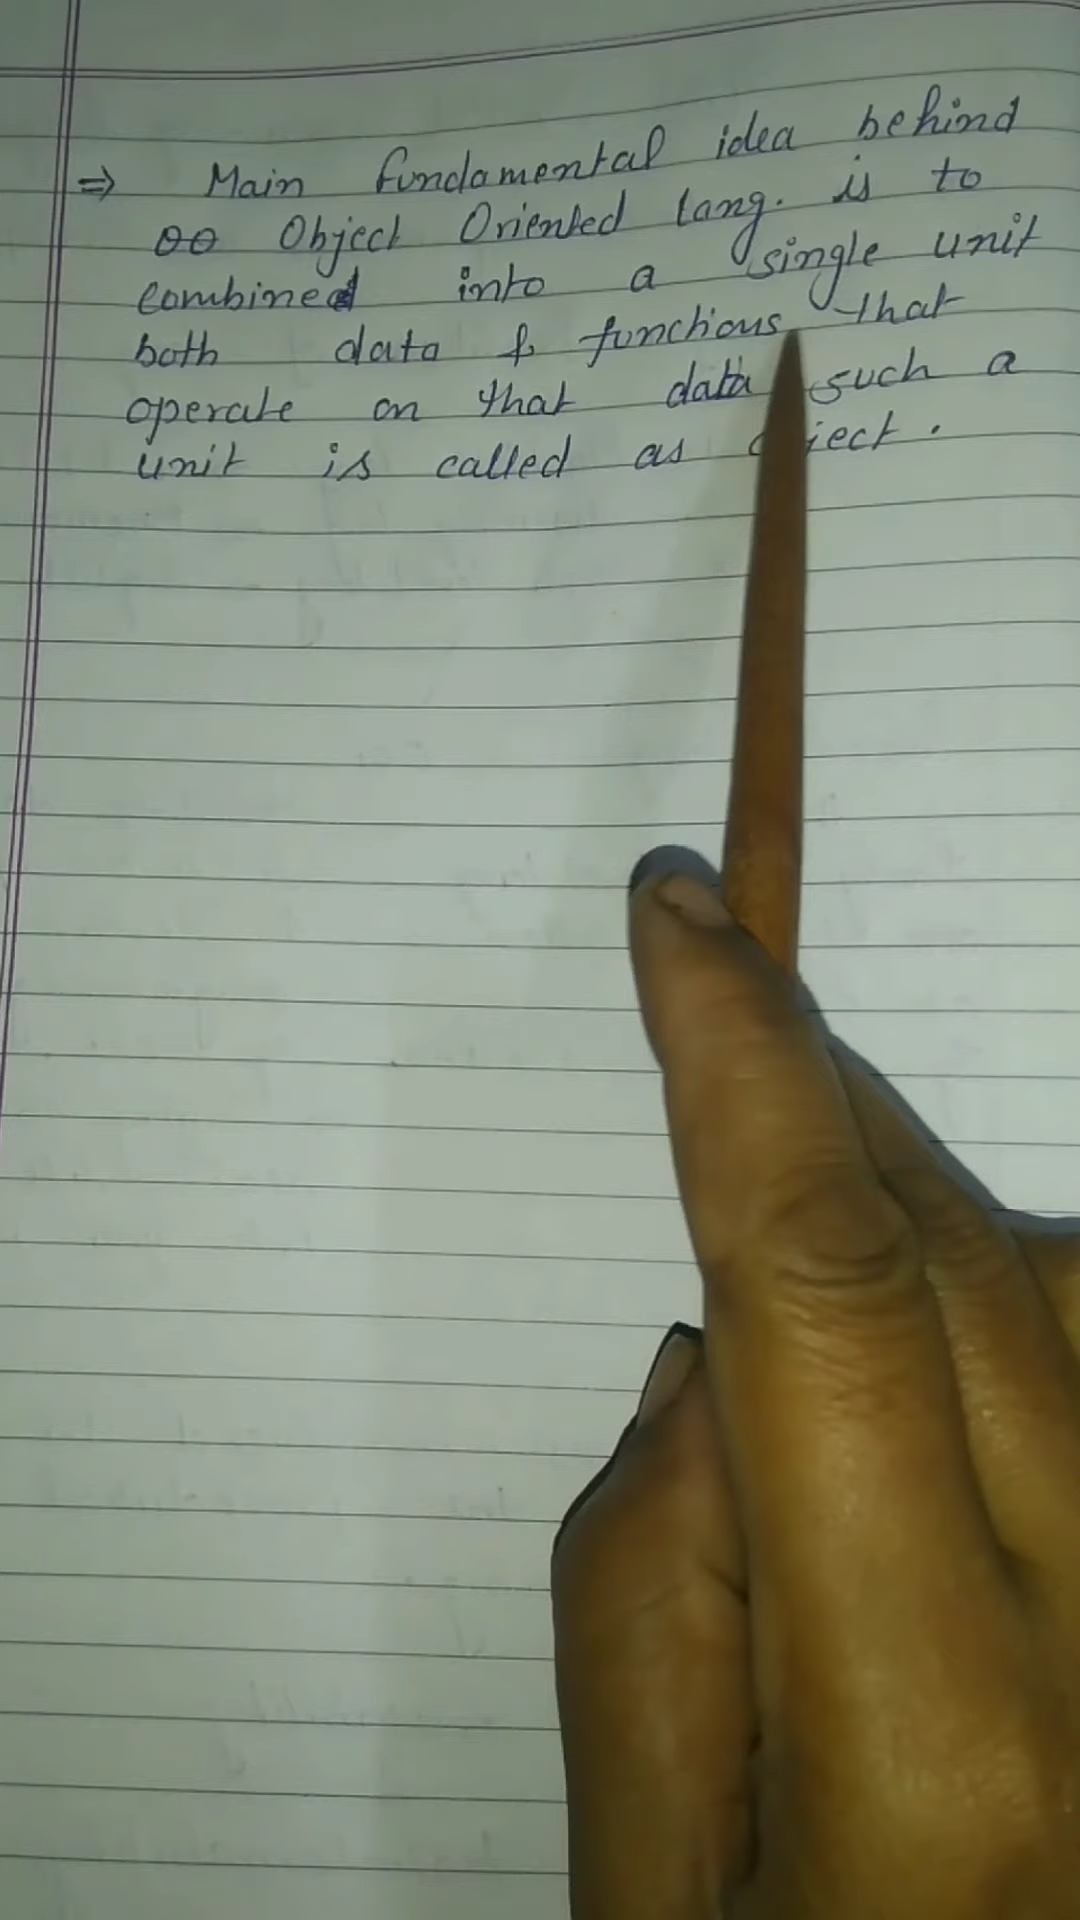 ⇒ Main fundamental idea behind
OO Object Oriented lang. is to
combined into a single unit
both data & functions that
operate on that data such a
unit is called as object.